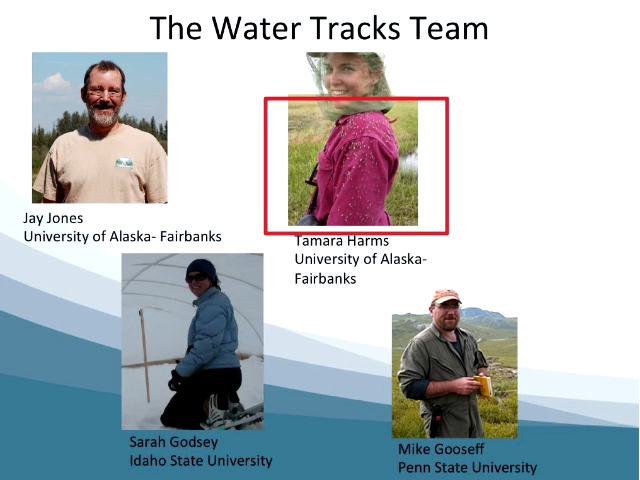 The Water Tracks Team
Jay Jones
University of Alaska- Fairbanks
Tamara Harms
University of Alaska-
Fairbanks
Sarah Godsey
Idaho State University
Mike Gooseff
Penn State University